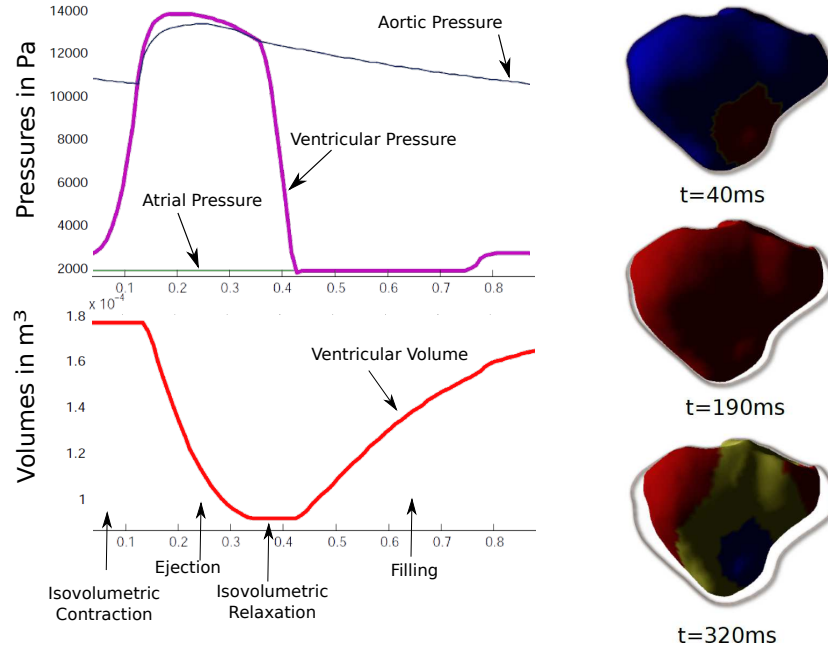 14000
12000
10000
8000
6000
4000
2000
Pressures in Pa
Aortic Pressure
Ventricular Pressure
Atrial Pressure
0.1 0.2 0.3 0.4 0.5 0.6 0.7 0.8
x 10⁻⁴
1.8
1.6
1.4
1.2
1
Volumes in m³
Ventricular Volume
0.1 0.2 0.3 0.4 0.5 0.6 0.7 0.8
Isovolumetric
Contraction
Ejection
Isovolumetric
Relaxation
Filling
t=40ms
t=190ms
t=320ms